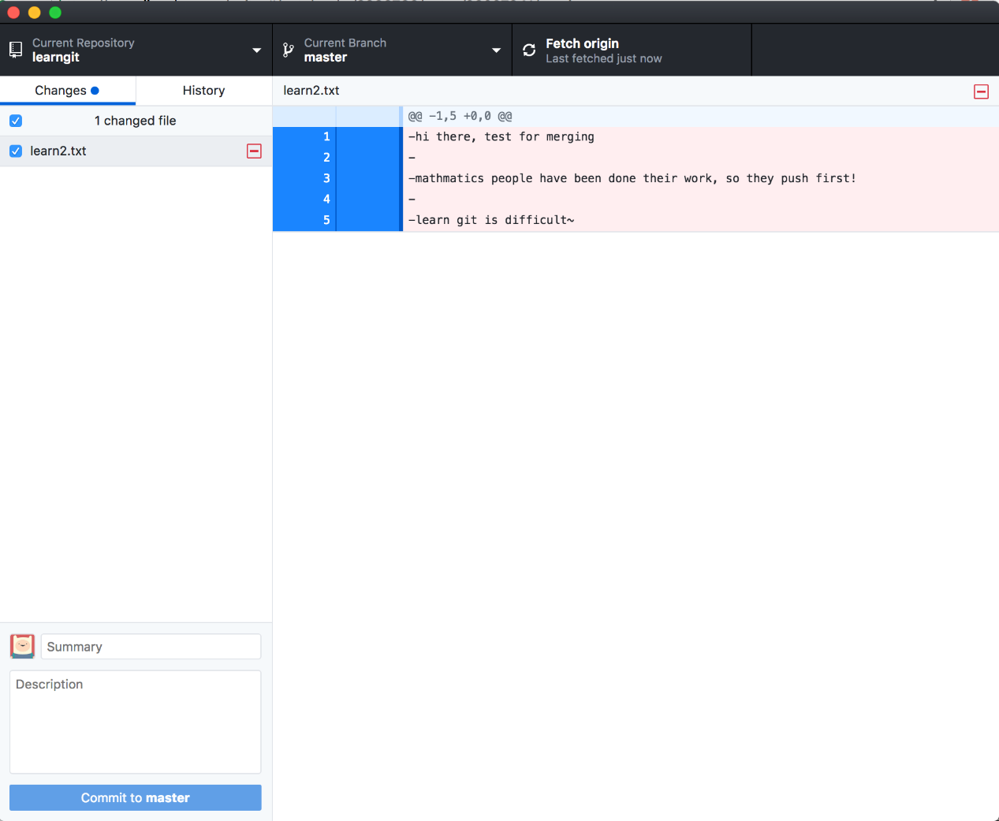 Current Repository
learngit
Current Branch
master
Fetch origin
Last fetched just now
Changes
History
learn2.txt
1 changed file
learn2.txt
@@ -1,5 +0,0 @@
1 -hi there, test for merging
2 -
3 -mathmatics people have been done their work, so they push first!
4 -
5 -learn git is difficult~
Summary
Description
Commit to master